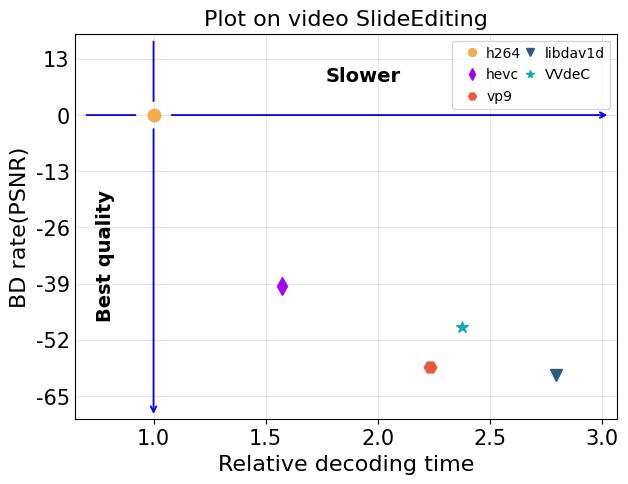 Plot on video SlideEditing
h264
hevc
vp9
libdav1d
VVdeC
Slower
Best quality
BD rate(PSNR)
13
0
-13
-26
-39
-52
-65
1.0
1.5
2.0
2.5
3.0
Relative decoding time